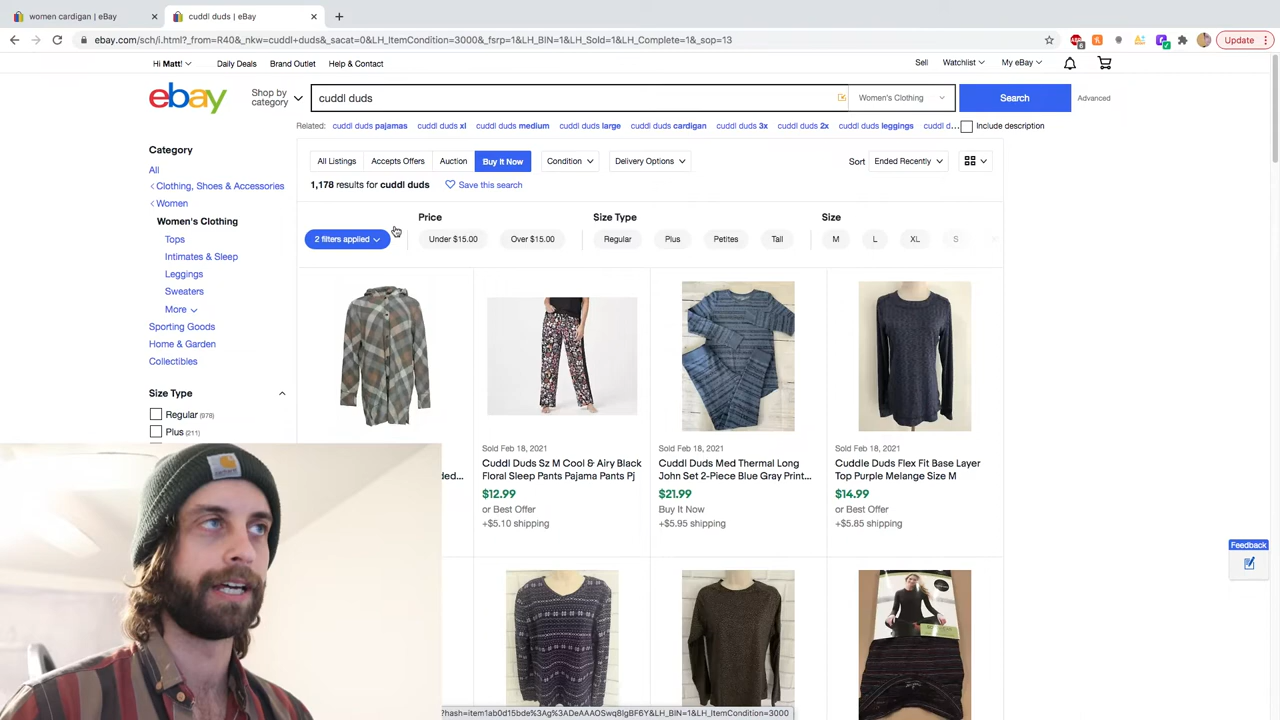 women cardigan | eBay
cuddl duds | eBay
ebay.com/sch/i.html?_from=R40&_nkw=cuddl+duds&_sacat=0&LH_ItemCondition=3000&_fsrp=1&LH_BIN=1&LH_Sold=1&LH_Complete=1&_sop=13
Update
Hi Matt!
Daily Deals
Brand Outlet
Help & Contact
Sell
Watchlist
My eBay
ebay
Shop by category
cuddl duds
Women's Clothing
Search
Advanced
Related: cuddl duds pajamas cuddl duds xl cuddl duds medium cuddl duds large cuddl duds cardigan cuddl duds 3x cuddl duds 2x cuddl duds leggings cuddl d...
Include description
Category
All
Clothing, Shoes & Accessories
Women
Women's Clothing
Tops
Intimates & Sleep
Leggings
Sweaters
More
Sporting Goods
Home & Garden
Collectibles
Size Type
Regular (978)
Plus (211)
All Listings
Accepts Offers
Auction
Buy It Now
Condition
Delivery Options
Sort
Ended Recently
1,178 results for cuddl duds
Save this search
2 filters applied
Price
Under $15.00
Over $15.00
Size Type
Regular
Plus
Petites
Tall
Size
M
L
XL
S
ded...
Sold Feb 18, 2021
Cuddl Duds Sz M Cool & Airy Black
Floral Sleep Pants Pajama Pants Pj
$12.99
or Best Offer
+$5.10 shipping
Sold Feb 18, 2021
Cuddl Duds Med Thermal Long
John Set 2-Piece Blue Gray Print...
$21.99
Buy It Now
+$5.95 shipping
Sold Feb 18, 2021
Cuddle Duds Flex Fit Base Layer
Top Purple Melange Size M
$14.99
or Best Offer
+$5.85 shipping
Feedback
carhartt
?hash=item1ab0d15bde%3Ag%3ADeAAAOSwq8IgBF6Y&LH_BIN=1&LH_ItemCondition=3000